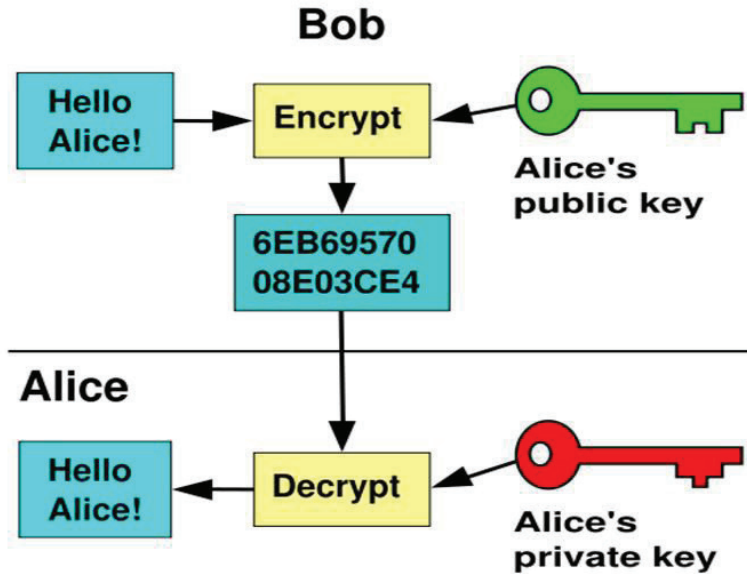 Bob
Hello
Alice!
Encrypt
Alice's
public key
6EB69570
08E03CE4
Alice
Hello
Alice!
Decrypt
Alice's
private key